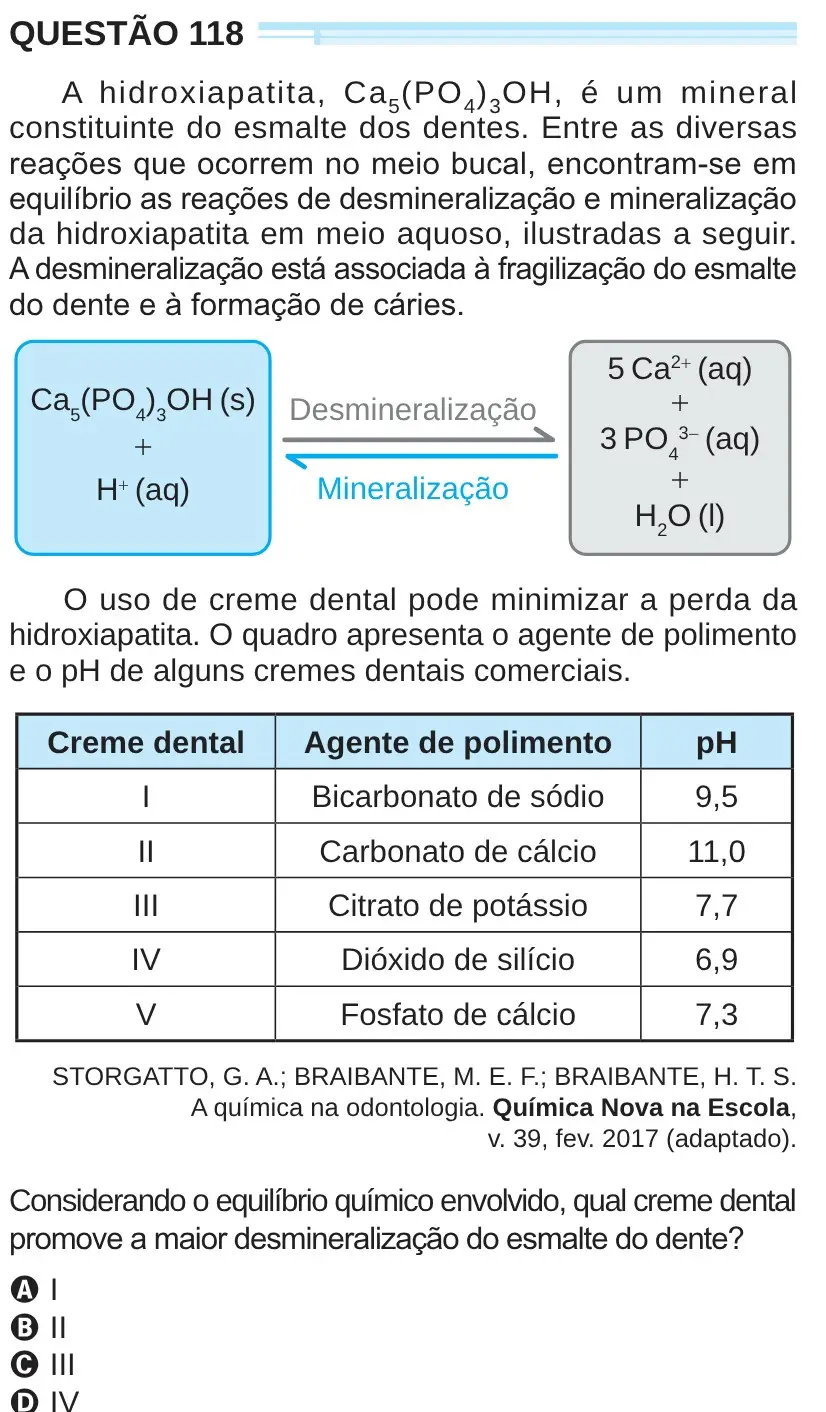 QUESTÃO 118
A hidroxiapatita, Ca5(PO4)3OH, é um mineral
constituinte do esmalte dos dentes. Entre as diversas
reações que ocorrem no meio bucal, encontram-se em
equilíbrio as reações de desmineralização e mineralização
da hidroxiapatita em meio aquoso, ilustradas a seguir.
A desmineralização está associada à fragilização do esmalte
do dente e à formação de cáries.
Ca5(PO4)3OH (s)
+
H+ (aq)
Desmineralização
Mineralização
5 Ca2+ (aq)
+
3 PO43– (aq)
+
H2O (l)
O uso de creme dental pode minimizar a perda da
hidroxiapatita. O quadro apresenta o agente de polimento
e o pH de alguns cremes dentais comerciais.
Creme dental Agente de polimento pH
I Bicarbonato de sódio 9,5
II Carbonato de cálcio 11,0
III Citrato de potássio 7,7
IV Dióxido de silício 6,9
V Fosfato de cálcio 7,3
STORGATTO, G. A.; BRAIBANTE, M. E. F.; BRAIBANTE, H. T. S.
A química na odontologia. Química Nova na Escola,
v. 39, fev. 2017 (adaptado).
Considerando o equilíbrio químico envolvido, qual creme dental
promove a maior desmineralização do esmalte do dente?
A I
B II
C III
D IV